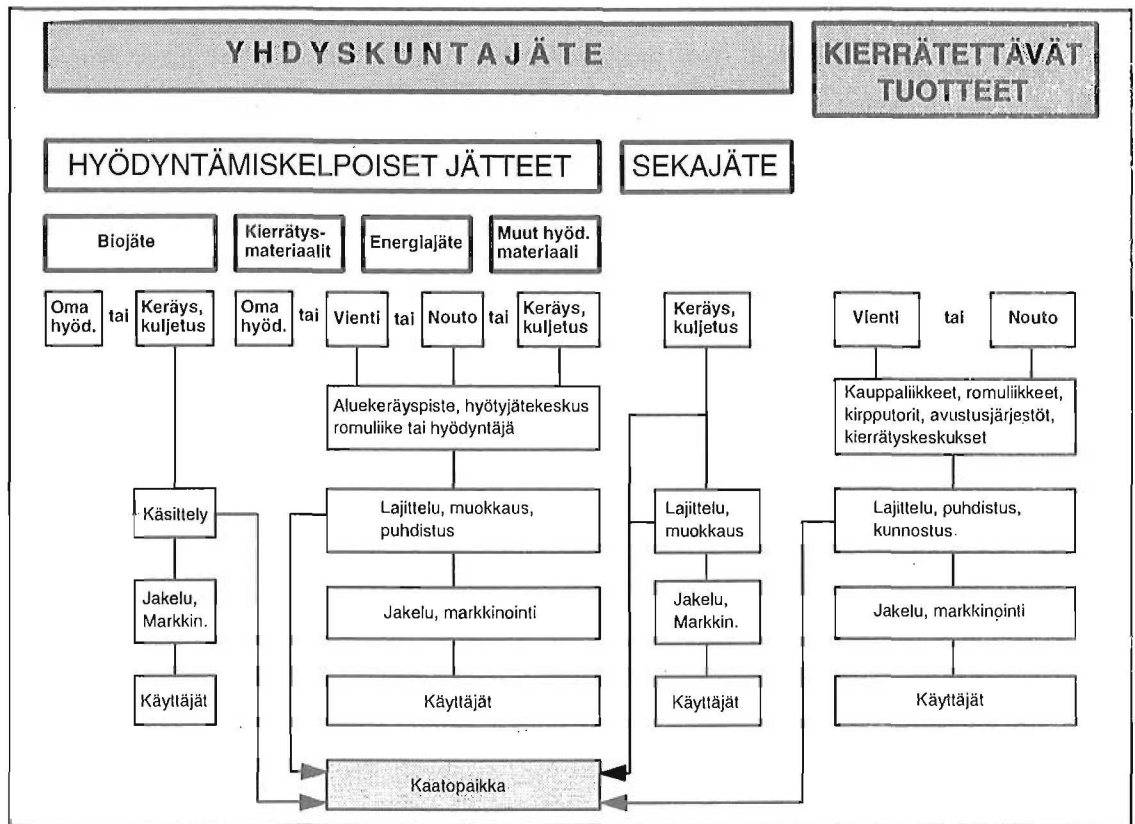 YHDYSKUNTAJÄTE
KIERRÄTETTÄVÄT
TUOTTEET
HYÖDYNTÄMISKELPOISET JÄTTEET
SEKAJÄTE
Biojäte
Kierrätys-
materiaalit
Energiajäte
Muut hyöd.
materiaali
Oma
hyöd.
tai
Keräys,
kuljetus
Oma
hyöd.
tai
Vienti
tai
Nouto
tai
Keräys,
kuljetus
Keräys,
kuljetus
Vienti
tai
Nouto
Aluekeräyspiste, hyötyjätekeskus
romuliike tai hyödyntäjä
Kauppaliikkeet, romuliikkeet,
kirpputorit, avustusjärjestöt,
kierrätyskeskukset
Käsittely
Lajittelu, muokkaus,
puhdistus
Lajittelu,
muokkaus
Lajittelu, puhdistus,
kunnostus.
Jakelu,
Markkin.
Jakelu, markkinointi
Jakelu,
Markkin.
Jakelu, markkinointi
Käyttäjät
Käyttäjät
Käyttäjät
Käyttäjät
Kaatopaikka